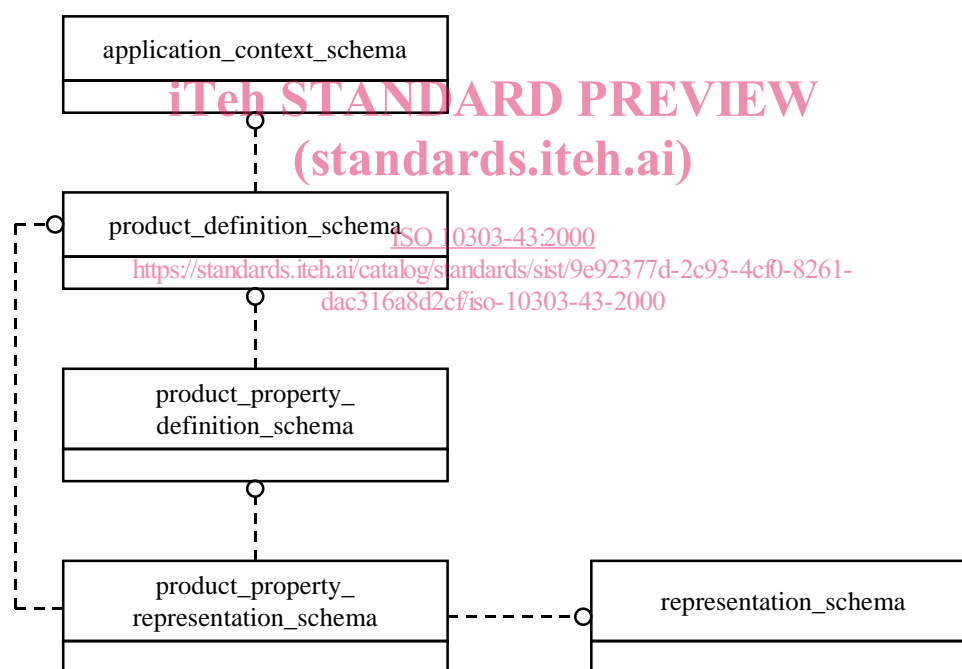 application_context_schema
iTeh STANDARD PREVIEW
(standards.iteh.ai)
product_definition_schema
ISO 10303-43:2000
https://standards.iteh.ai/catalog/standards/sist/9e92377d-2c93-4cf0-8261-
dac316a8d2cf/iso-10303-43-2000
product_property_
definition_schema
product_property_
representation_schema
representation_schema